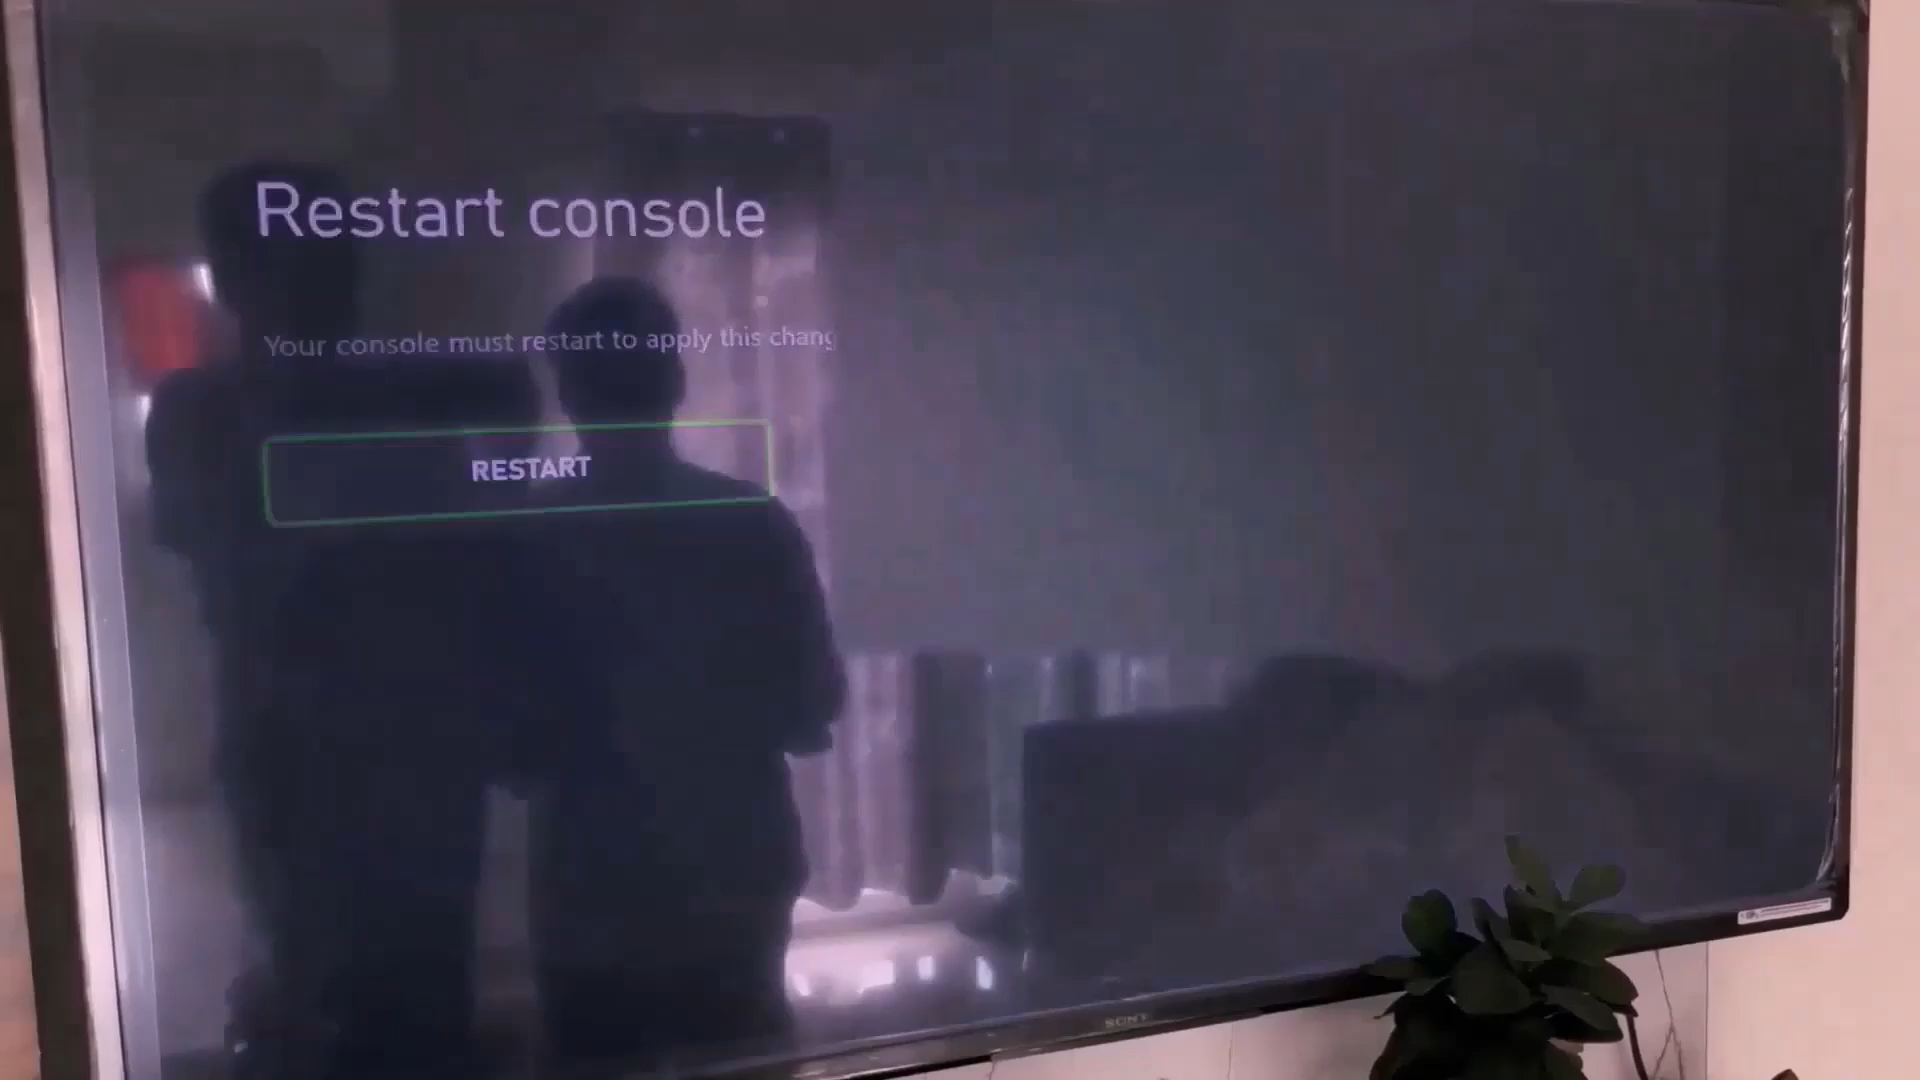 Restart console
Your console must restart to apply this chang
RESTART
SONY